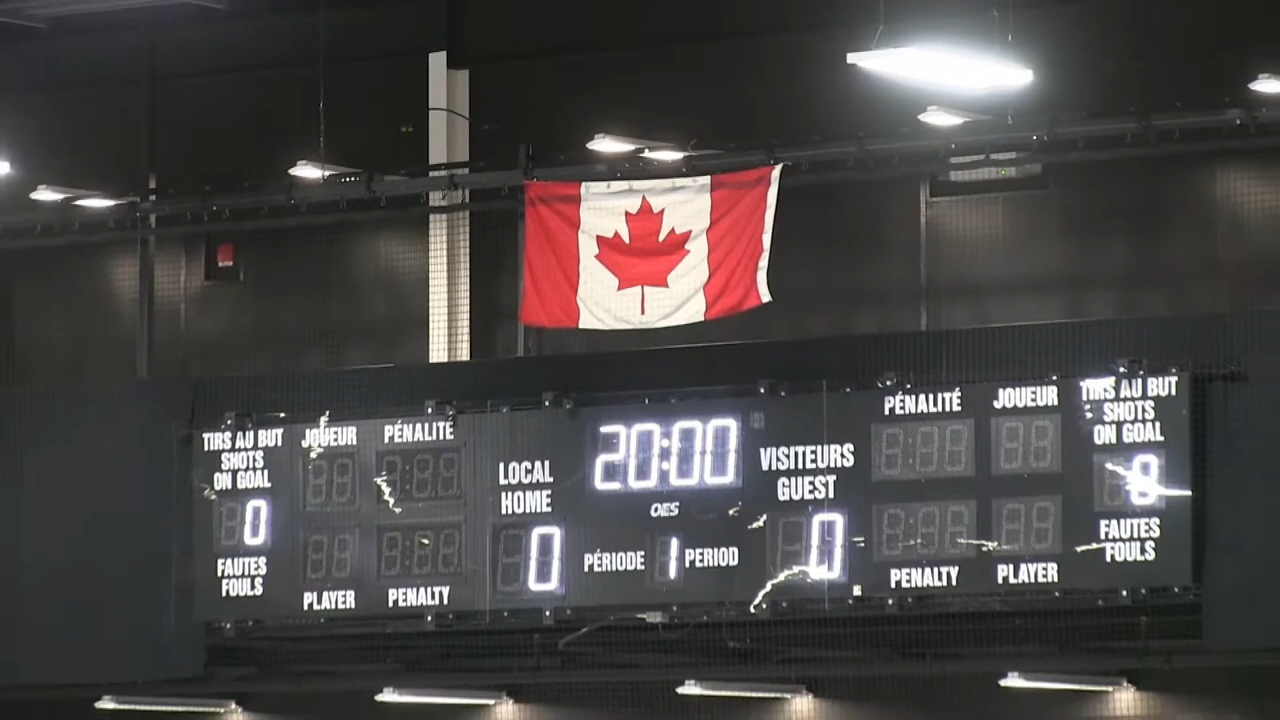 TIRS AU BUT
SHOTS
ON GOAL
0
FAUTES
FOULS
JOUEUR
PLAYER
PÉNALITÉ
PENALTY
LOCAL
HOME
0
20:00
OES
PÉRIODE 1 PERIOD
VISITEURS
GUEST
0
PÉNALITÉ
PENALTY
JOUEUR
PLAYER
TIRS AU BUT
SHOTS
ON GOAL
0
FAUTES
FOULS